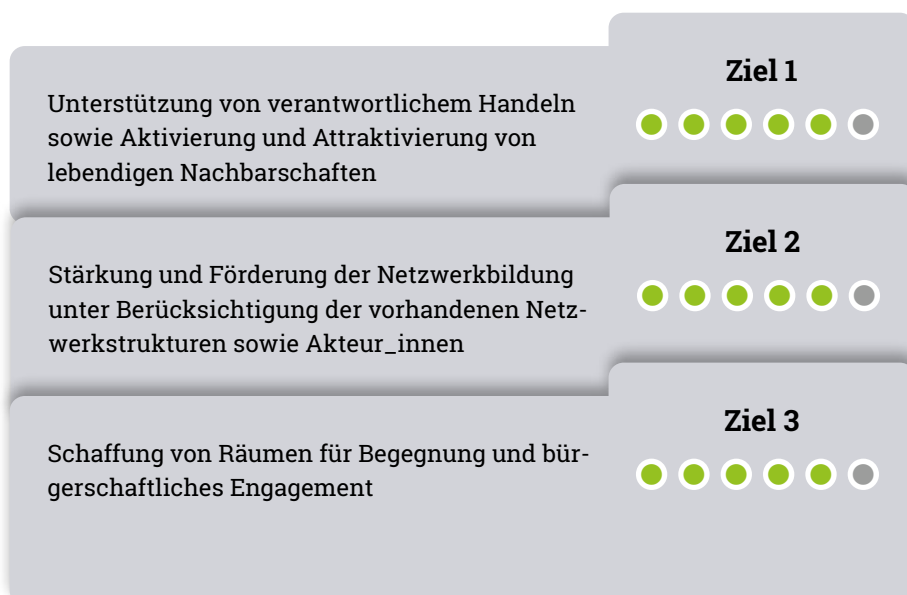 Ziel 1
Unterstützung von verantwortlichem Handeln
sowie Aktivierung und Attraktivierung von
lebendigen Nachbarschaften
Ziel 2
Stärkung und Förderung der Netzwerkbildung
unter Berücksichtigung der vorhandenen Netz-
werkstrukturen sowie Akteur_innen
Ziel 3
Schaffung von Räumen für Begegnung und bür-
gerschaftliches Engagement